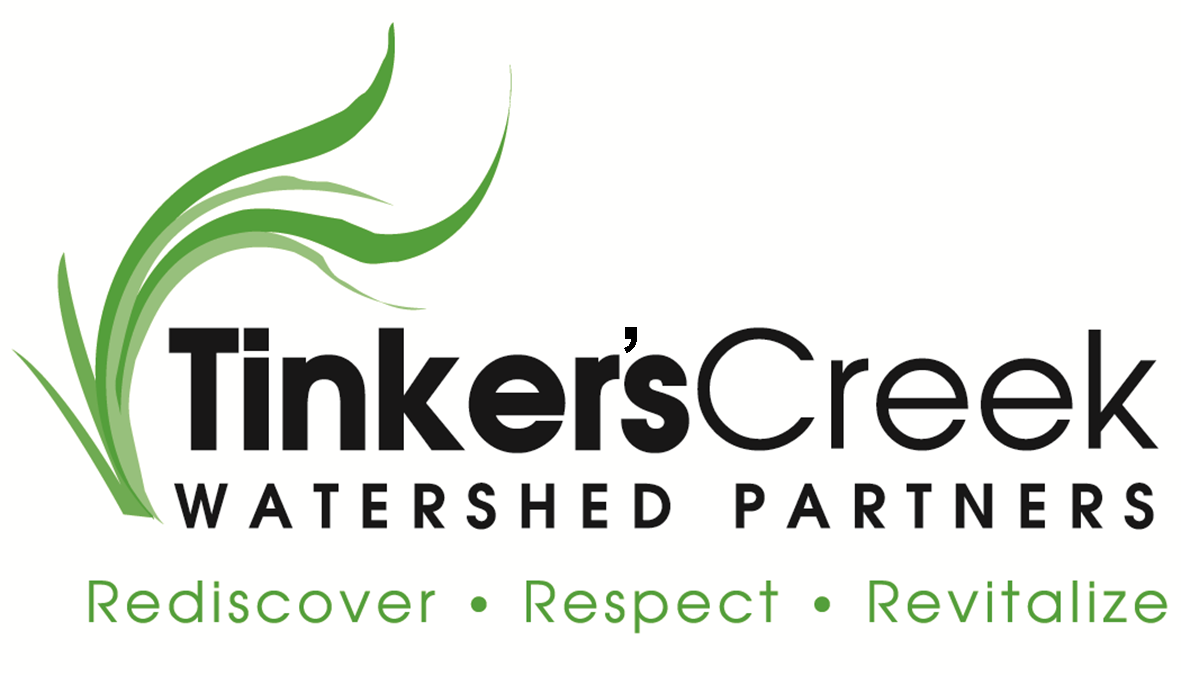 Tinker's Creek
WATERSHED PARTNERS
Rediscover • Respect • Revitalize